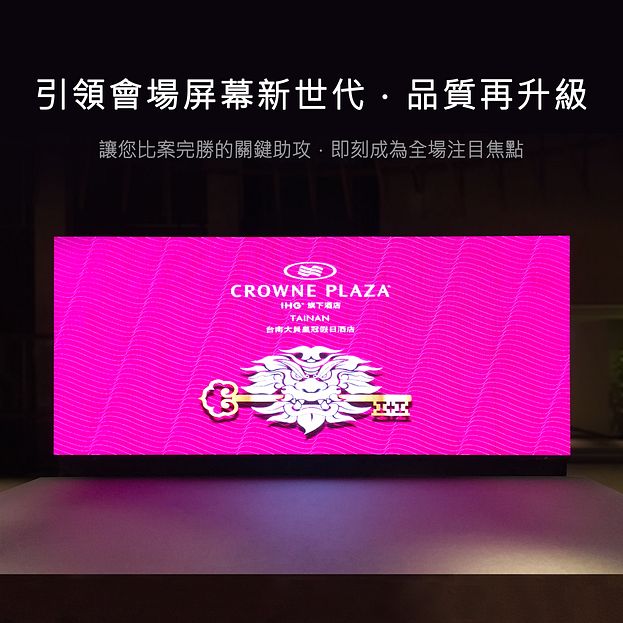 引領會場屏幕新世代．品質再升級
讓您比案完勝的關鍵助攻．即刻成為全場注目焦點
CROWNE PLAZA
IHG® 旗下酒店
TAINAN
台南大員皇冠假日酒店